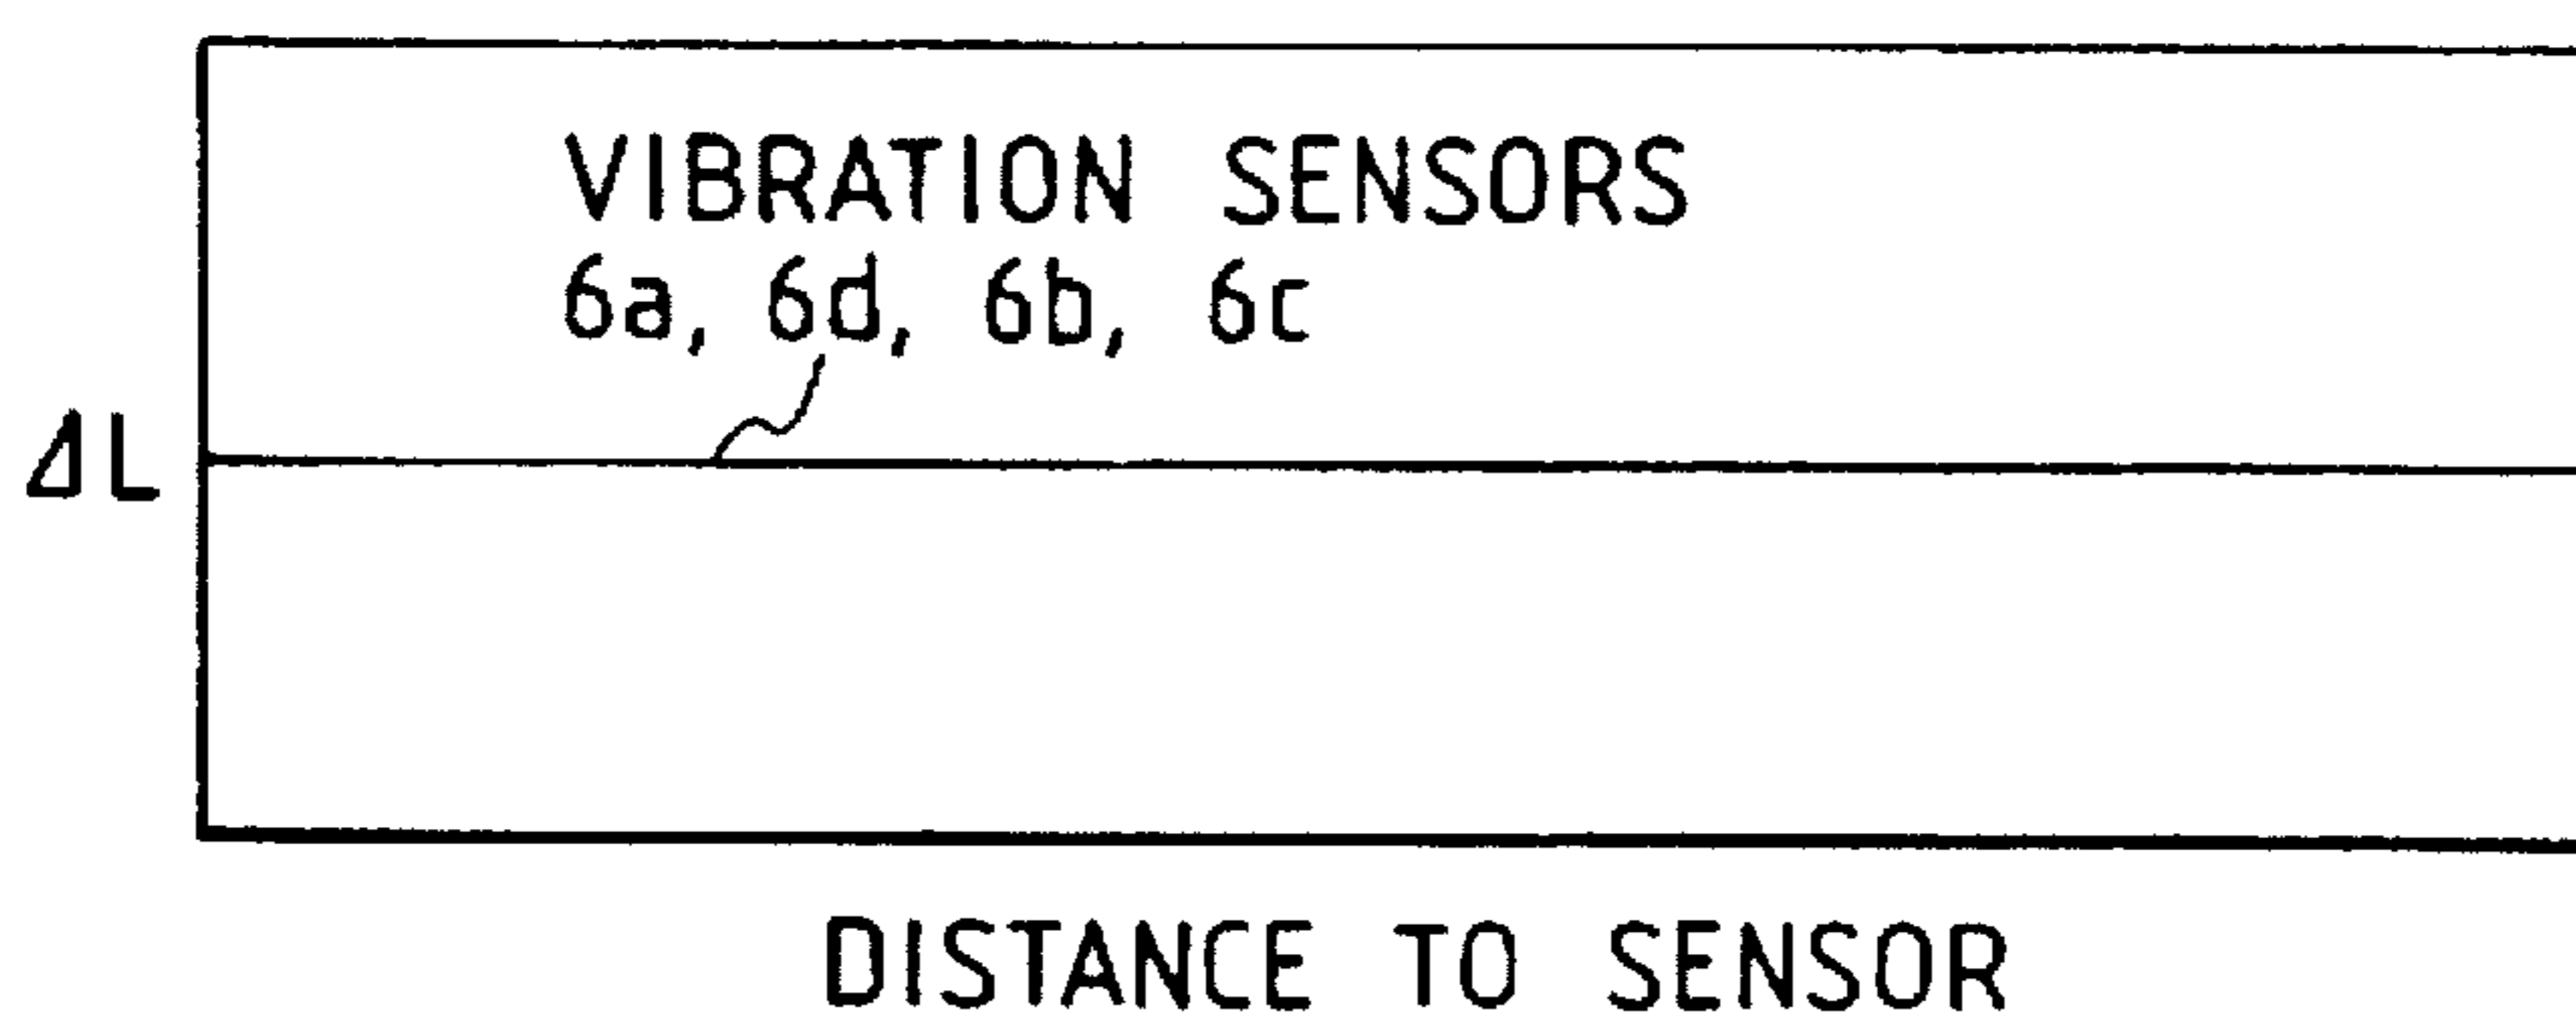 VIBRATION SENSORS
6a, 6d, 6b, 6c
ΔL
DISTANCE TO SENSOR